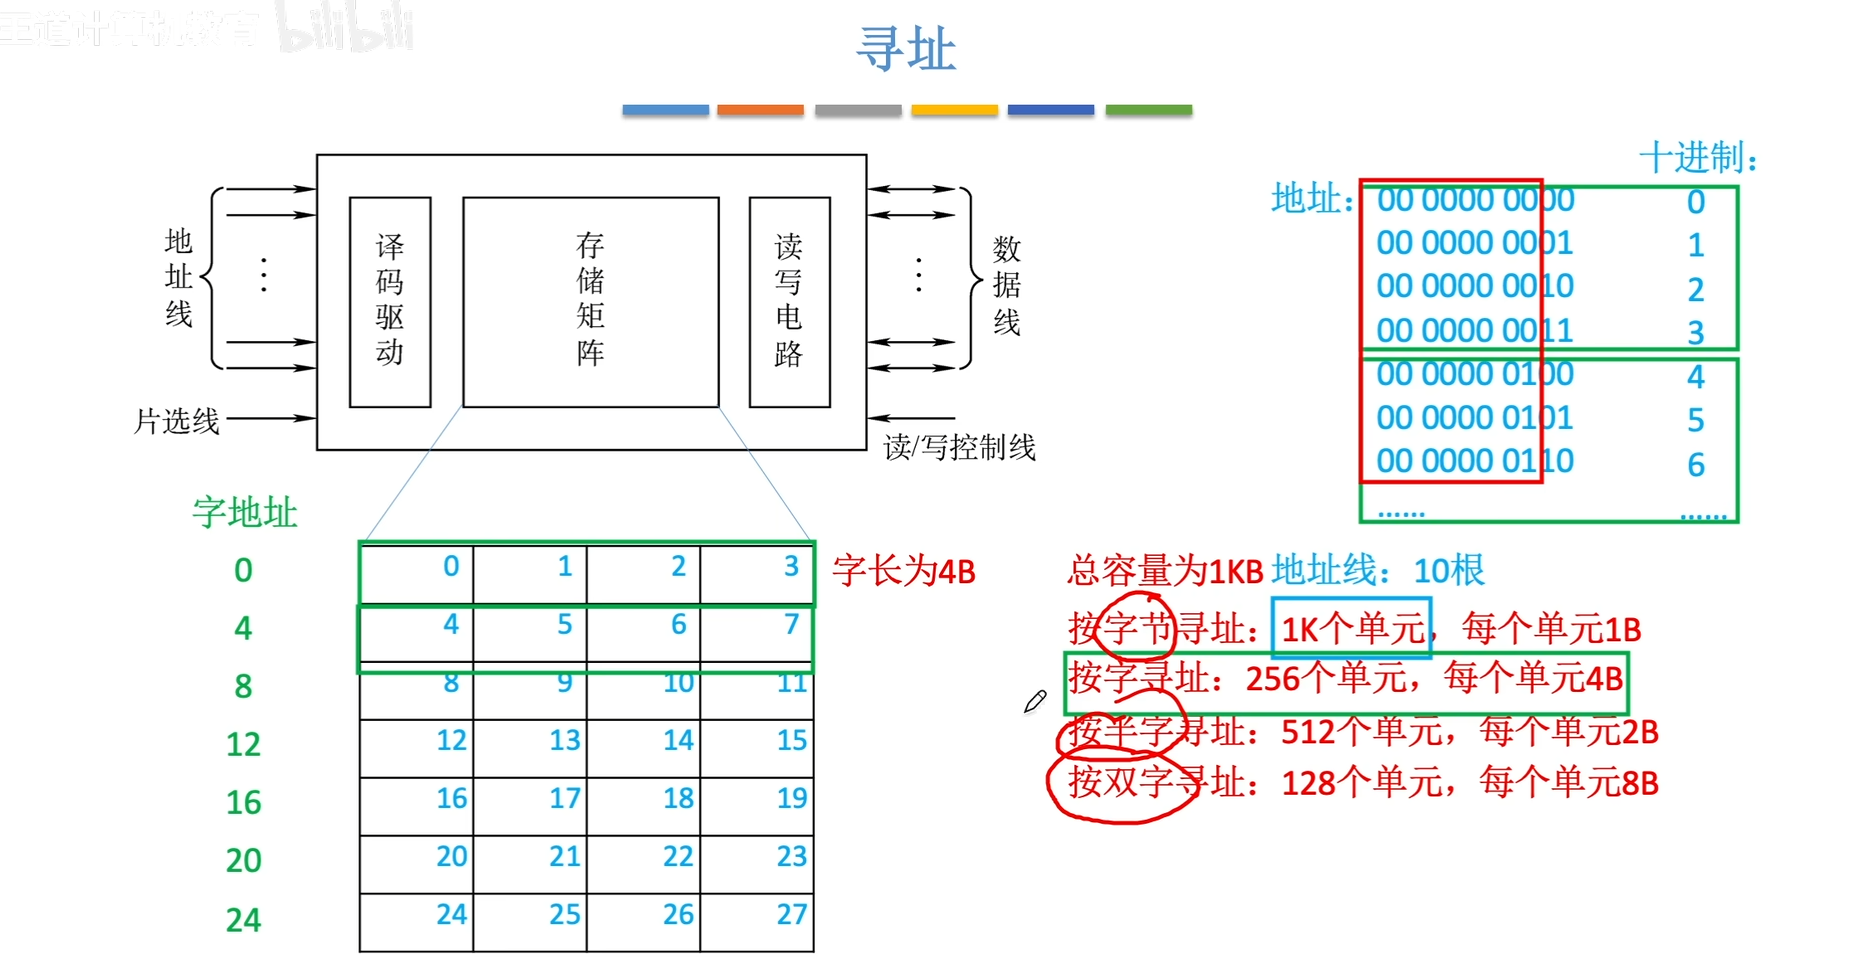 王道计算机教育 bilibili
寻址
地址线
译码驱动
存储矩阵
读写电路
数据线
片选线
读/写控制线
十进制：
地址：
00 0000 0000 0
00 0000 0001 1
00 0000 0010 2
00 0000 0011 3
00 0000 0100 4
00 0000 0101 5
00 0000 0110 6
…… ……
字地址
0 0 1 2 3
4 4 5 6 7
8 8 9 10 11
12 12 13 14 15
16 16 17 18 19
20 20 21 22 23
24 24 25 26 27
字长为4B
总容量为1KB 地址线：10根
按字节寻址：1K个单元，每个单元1B
按字寻址：256个单元，每个单元4B
按半字寻址：512个单元，每个单元2B
按双字寻址：128个单元，每个单元8B